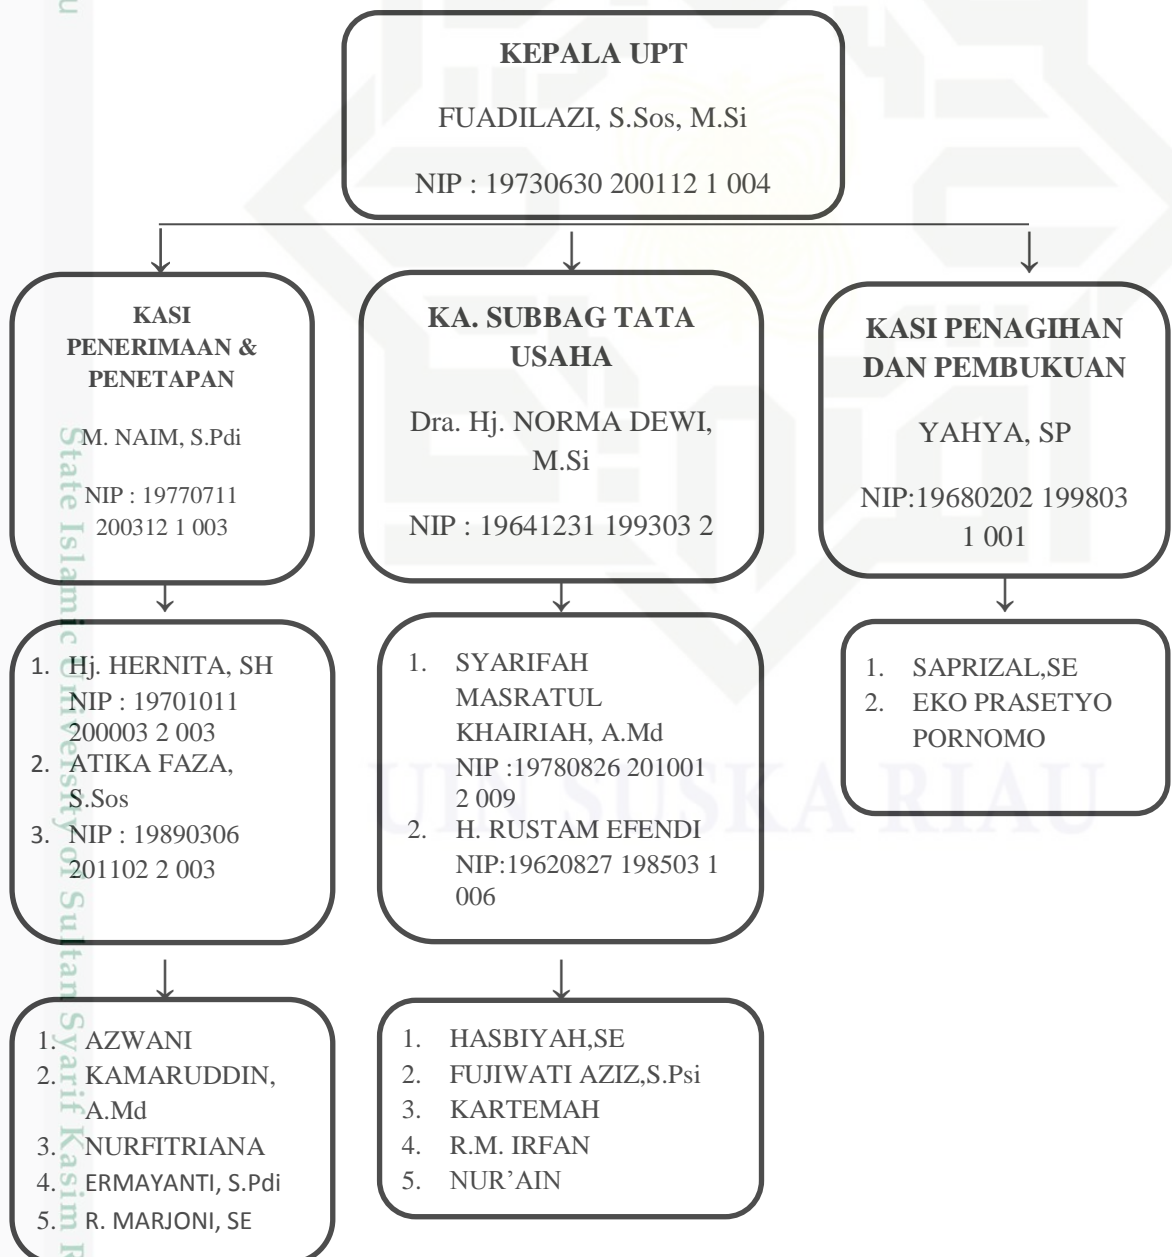 KEPALA UPT
FUADILAZI, S.Sos, M.Si
NIP : 19730630 200112 1 004
KASI
PENERIMAAN &
PENETAPAN
M. NAIM, S.Pdi
NIP : 19770711
200312 1 003
KA. SUBBAG TATA
USAHA
Dra. Hj. NORMA DEWI,
M.Si
NIP : 19641231 199303 2
KASI PENAGIHAN
DAN PEMBUKUAN
YAHYA, SP
NIP:19680202 199803
1 001
1. Hj. HERNITA, SH
NIP : 19701011
200003 2 003
2. ATIKA FAZA,
S.Sos
3. NIP : 19890306
201102 2 003
1. SYARIFAH
MASRATUL
KHAIRIAH, A.Md
NIP :19780826 201001
2 009
2. H. RUSTAM EFENDI
NIP:19620827 198503 1
006
1. SAPRIZAL,SE
2. EKO PRASETYO
PORNOMO
1. AZWANI
2. KAMARUDDIN,
A.Md
3. NURFITRIANA
4. ERMAYANTI, S.Pdi
5. R. MARJONI, SE
1. HASBIYAH,SE
2. FUJIWATI AZIZ,S.Psi
3. KARTEMAH
4. R.M. IRFAN
5. NUR’AIN
UIN SUSKA RIAU
State Islamic University of Sultan Syarif Kasim